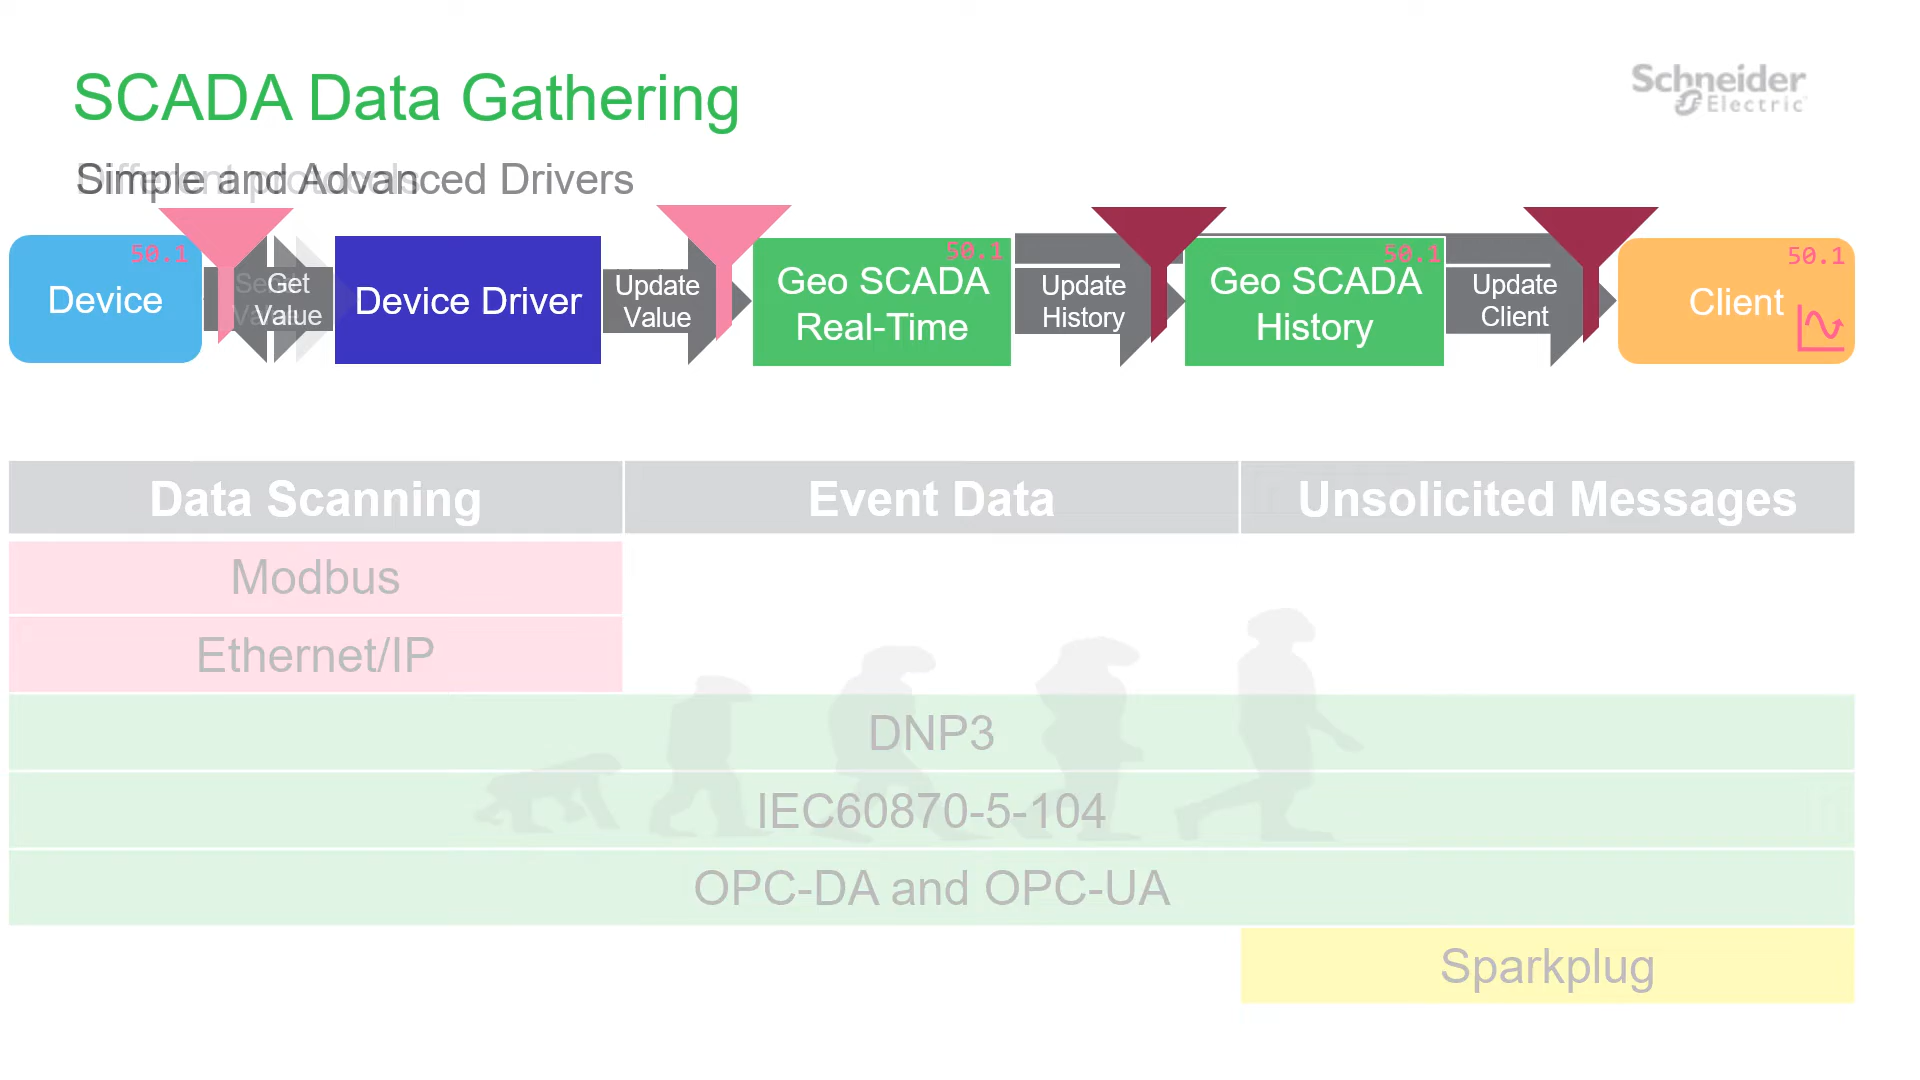 SCADA Data Gathering
Schneider
Electric
Simple and Advanced Drivers
Different protocols
50.1
Device
Get
Value
Device Driver
Update
Value
50.1
Geo SCADA
Real-Time
Update
History
50.1
Geo SCADA
History
Update
Client
50.1
Client
Data Scanning
Event Data
Unsolicited Messages
Modbus
Ethernet/IP
DNP3
IEC60870-5-104
OPC-DA and OPC-UA
Sparkplug